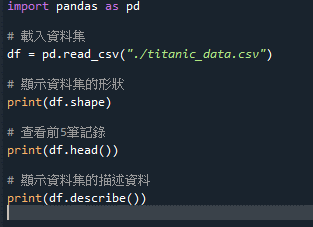 import pandas as pd
# 載入資料集
df = pd.read_csv("./titanic_data.csv")
# 顯示資料集的形狀
print(df.shape)
# 查看前5筆記錄
print(df.head())
# 顯示資料集的描述資料
print(df.describe())